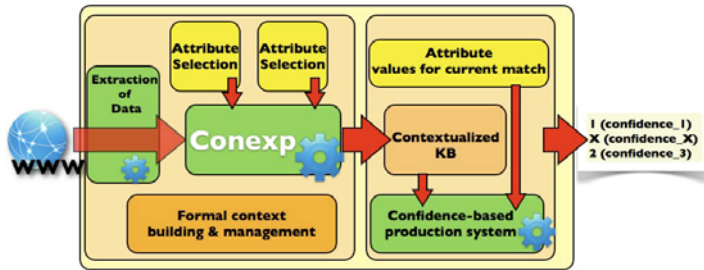 Attribute
Selection
Attribute
Selection
Attribute
values for current match
Extraction
of
Data
WWW
Conexp
Contextualized
KB
1 (confidence_1)
X (confidence_X)
2 (confidence_3)
Formal context
building & management
Confidence-based
production system